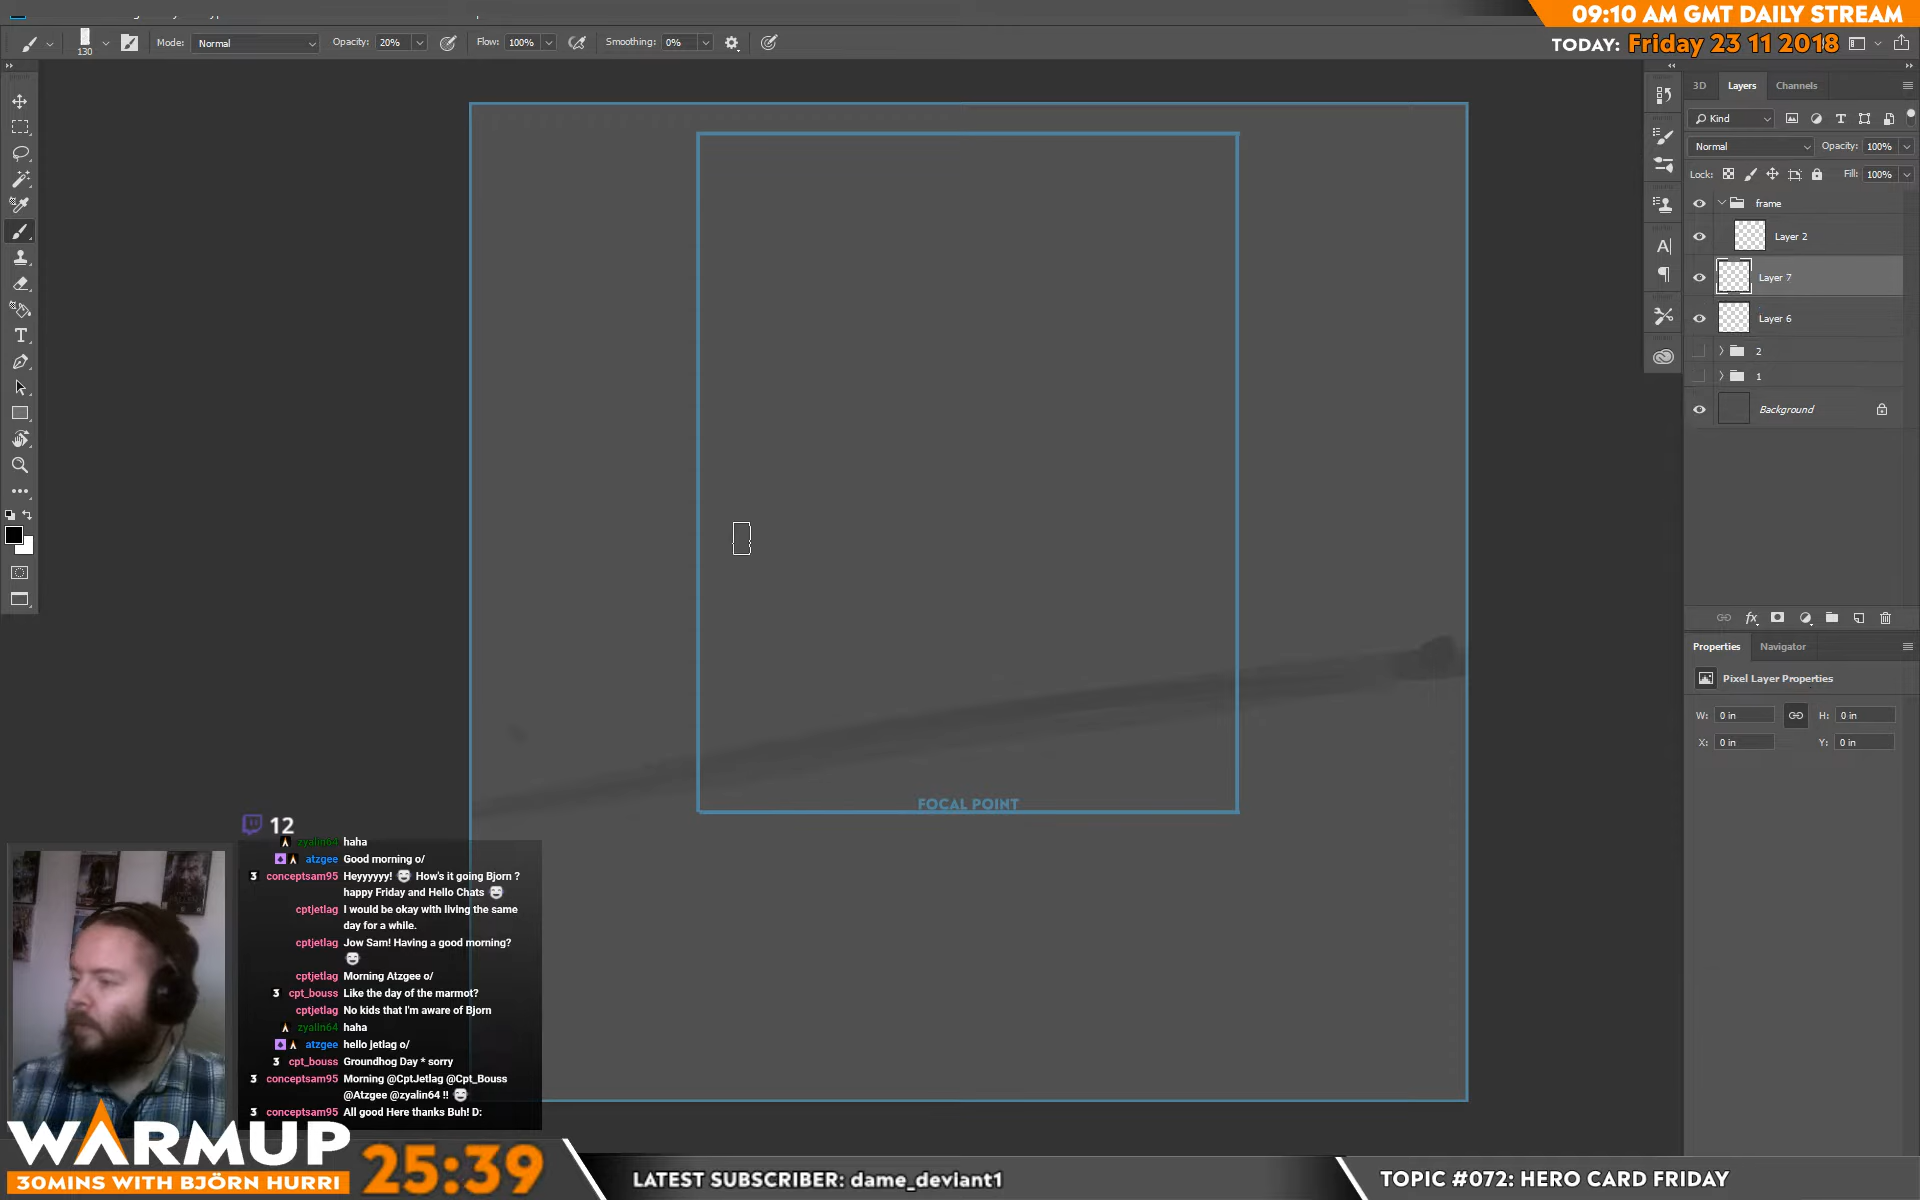 09:10 AM GMT DAILY STREAM
TODAY: Friday 23 11 2018
130
Mode: Normal
Opacity: 20%
Flow: 100%
Smoothing: 0%
3D
Layers
Channels
Kind
Normal
Opacity: 100%
Lock:
Fill: 100%
frame
Layer 2
Layer 7
Layer 6
2
1
Background
fx
Properties
Navigator
Pixel Layer Properties
W: 0 in
H: 0 in
X: 0 in
Y: 0 in
FOCAL POINT
12
zyalin64 haha
atzgee Good morning o/
3 conceptsam95 Heyyyyyy! How's it going Bjorn ?
happy Friday and Hello Chats
cptjetlag I would be okay with living the same
day for a while.
cptjetlag Jow Sam! Having a good morning?
cptjetlag Morning Atzgee o/
3 cpt_bouss Like the day of the marmot?
cptjetlag No kids that I'm aware of Bjorn
zyalin64 haha
atzgee hello jetlag o/
3 cpt_bouss Groundhog Day * sorry
3 conceptsam95 Morning @CptJetlag @Cpt_Bouss
@Atzgee @zyalin64 !!
3 conceptsam95 All good Here thanks Buh! D:
WARMUP
30MINS WITH BJÖRN HURRI
25:39
LATEST SUBSCRIBER: dame_deviant1
TOPIC #072: HERO CARD FRIDAY